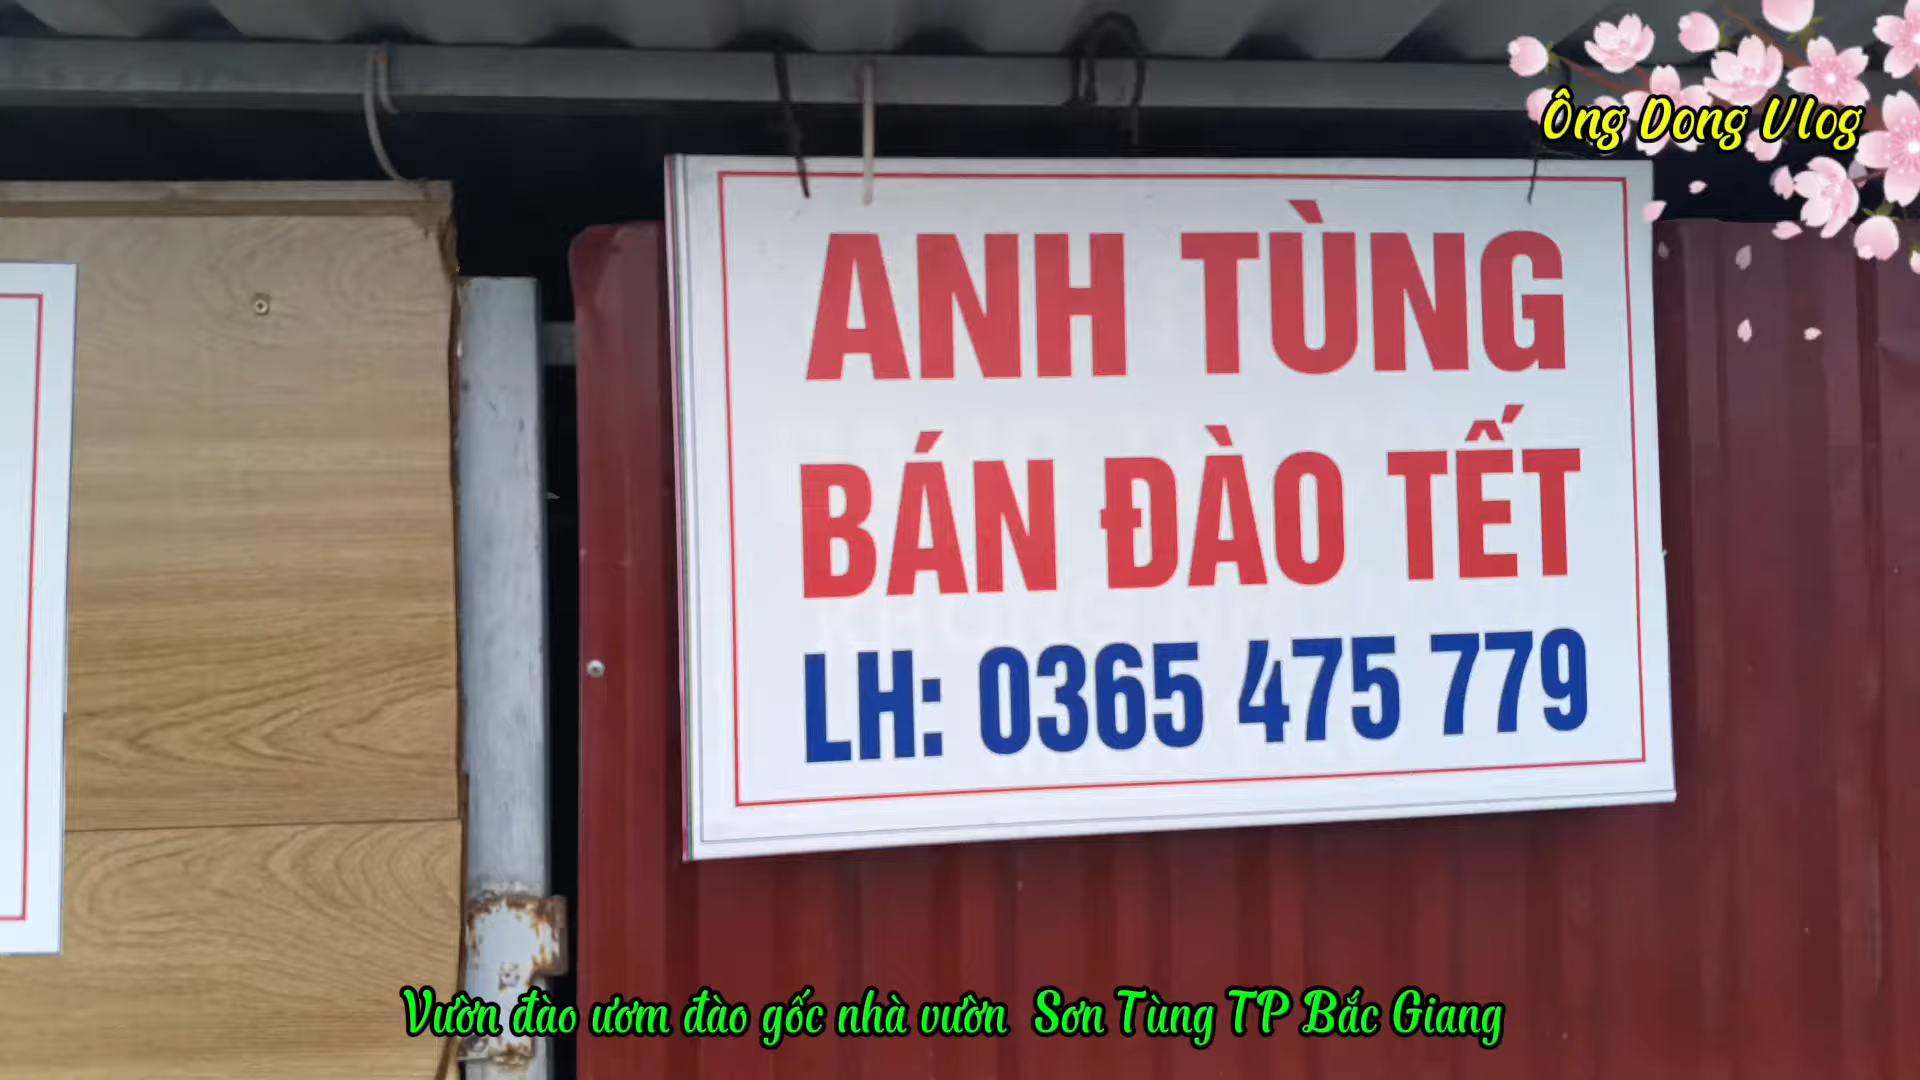 Ông Dong Vlog
ANH TÙNG
BÁN ĐÀO TẾT
LH: 0365 475 779
Vườn đào ươm đào gốc nhà vườn Sơn Tùng TP Bắc Giang